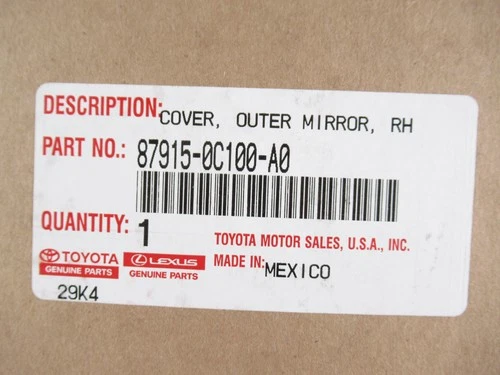 DESCRIPTION: COVER, OUTER MIRROR, RH
PART NO.: 87915-0C100-A0
QUANTITY: 1
TOYOTA MOTOR SALES, U.S.A., INC.
TOYOTA GENUINE PARTS
LEXUS GENUINE PARTS
MADE IN: MEXICO
29K4